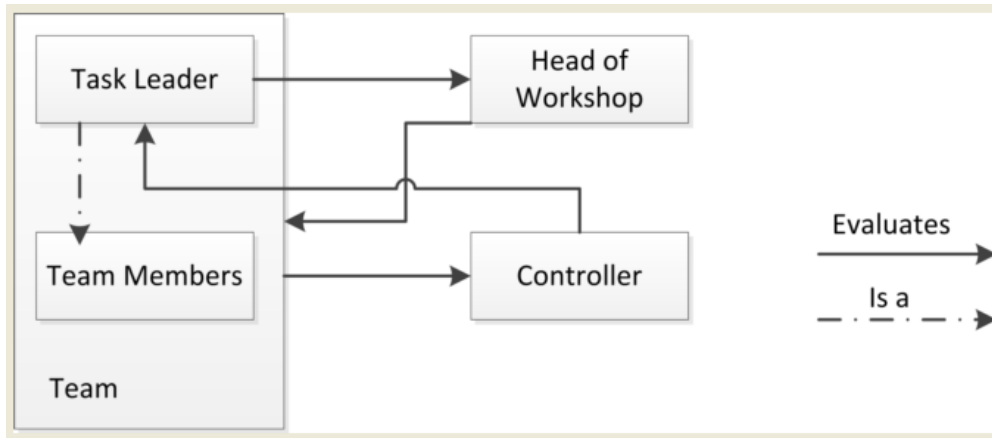 Task Leader
Head of
Workshop
Team Members
Controller
Team
Evaluates
Is a